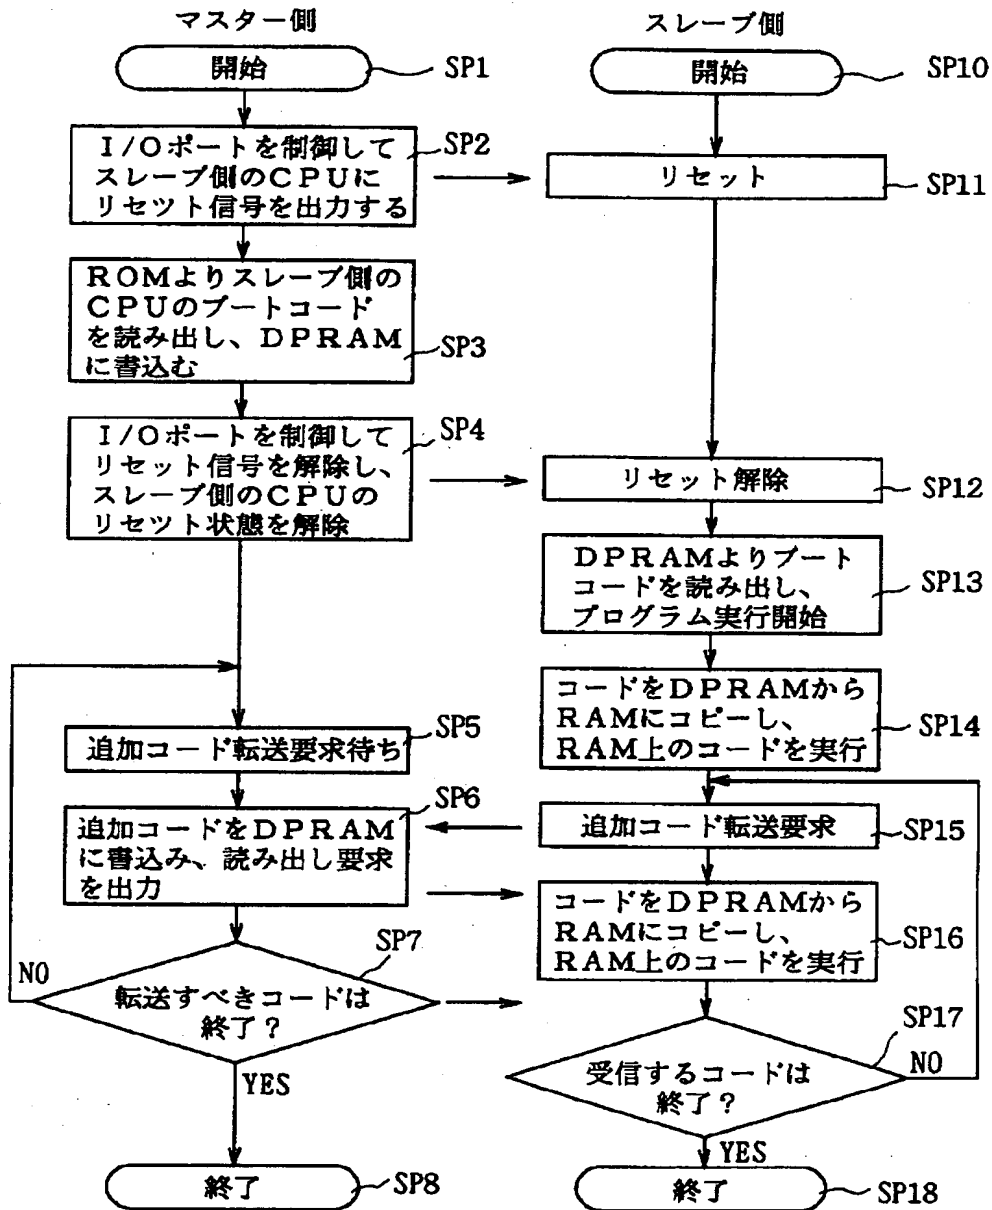 マスター側
開始
SP1
I/Oポートを制御して
スレーブ側のCPUに
リセット信号を出力する
SP2
ROMよりスレーブ側の
CPUのブートコード
を読み出し、DPRAM
に書込む
SP3
I/Oポートを制御して
リセット信号を解除し、
スレーブ側のCPUの
リセット状態を解除
SP4
追加コード転送要求待ち
SP5
追加コードをDPRAM
に書込み、読み出し要求
を出力
SP6
転送すべきコードは
終了?
SP7
NO
YES
終了
SP8
スレーブ側
開始
SP10
リセット
SP11
リセット解除
SP12
DPRAMよりブート
コードを読み出し、
プログラム実行開始
SP13
コードをDPRAMから
RAMにコピーし、
RAM上のコードを実行
SP14
追加コード転送要求
SP15
コードをDPRAMから
RAMにコピーし、
RAM上のコードを実行
SP16
受信するコードは
終了?
SP17
NO
YES
終了
SP18